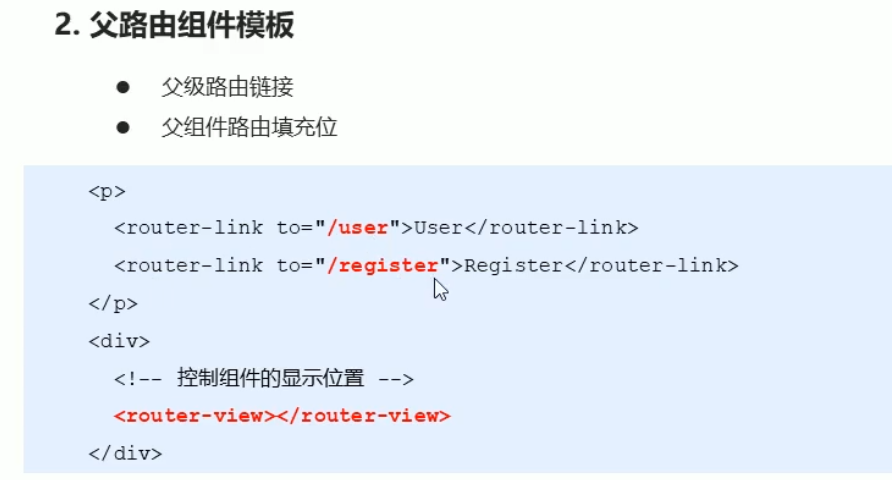 2. 父路由组件模板
● 父级路由链接
● 父组件路由填充位
<p>
<router-link to="/user">User</router-link>
<router-link to="/register">Register</router-link>
</p>
<div>
<!-- 控制组件的显示位置 -->
<router-view></router-view>
</div>